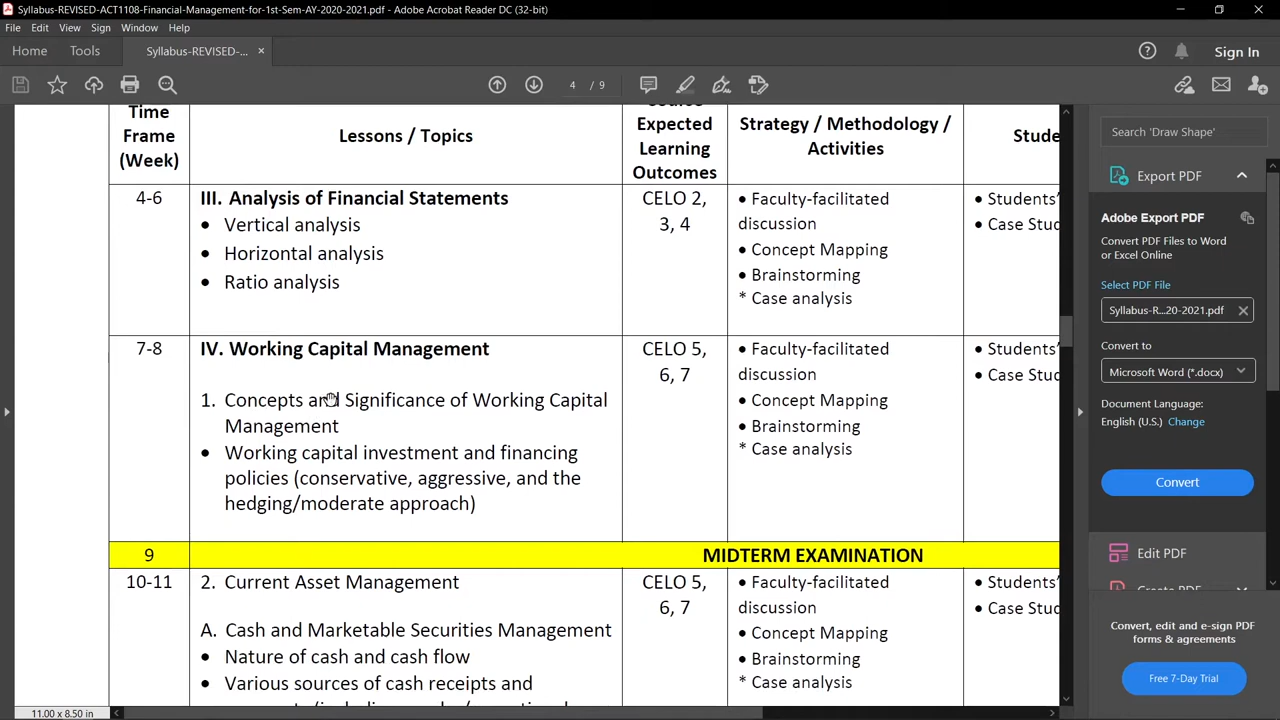 Syllabus-REVISED-ACT1108-Financial-Management-for-1st-Sem-AY-2020-2021.pdf - Adobe Acrobat Reader DC (32-bit)
File Edit View Sign Window Help
Home Tools Syllabus-REVISED-... × Sign In
4 / 9
Time Frame (Week)
Lessons / Topics
Expected Learning Outcomes
Strategy / Methodology / Activities
Stude
4-6
III. Analysis of Financial Statements
• Vertical analysis
• Horizontal analysis
• Ratio analysis
CELO 2,
3, 4
• Faculty-facilitated
discussion
• Concept Mapping
• Brainstorming
* Case analysis
• Students'
• Case Stud
7-8
IV. Working Capital Management
1. Concepts and Significance of Working Capital
Management
• Working capital investment and financing
policies (conservative, aggressive, and the
hedging/moderate approach)
CELO 5,
6, 7
• Faculty-facilitated
discussion
• Concept Mapping
• Brainstorming
* Case analysis
• Students'
• Case Stud
9
MIDTERM EXAMINATION
10-11
2. Current Asset Management
A. Cash and Marketable Securities Management
• Nature of cash and cash flow
• Various sources of cash receipts and
CELO 5,
6, 7
• Faculty-facilitated
discussion
• Concept Mapping
• Brainstorming
* Case analysis
• Students'
• Case Stud
11.00 x 8.50 in
Search 'Draw Shape'
Export PDF
Adobe Export PDF
Convert PDF Files to Word
or Excel Online
Select PDF File
Syllabus-R...20-2021.pdf
Convert to
Microsoft Word (*.docx)
Document Language:
English (U.S.) Change
Convert
Edit PDF
Create PDF
Convert, edit and e-sign PDF
forms & agreements
Free 7-Day Trial